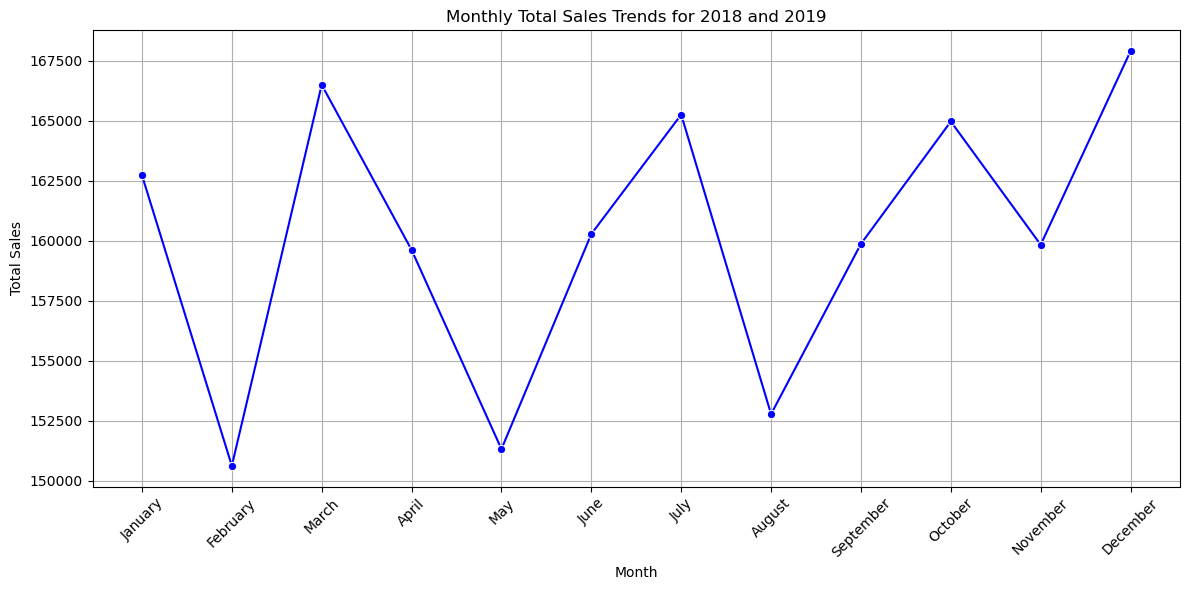 Monthly Total Sales Trends for 2018 and 2019
Total Sales
167500
165000
162500
160000
157500
155000
152500
150000
January
February
March
April
May
June
July
August
September
October
November
December
Month